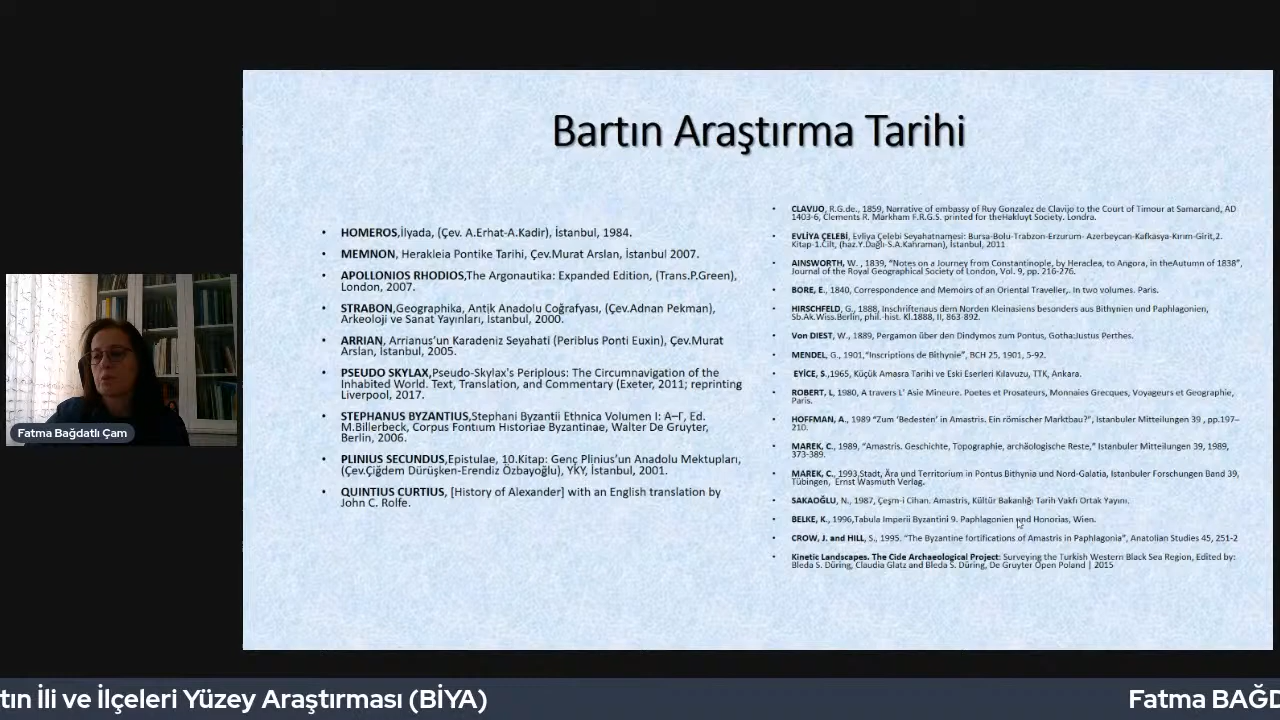 Bartın Araştırma Tarihi
• HOMEROS,İlyada, (Çev. A.Erhat-A.Kadir), İstanbul, 1984.
• MEMNON, Herakleia Pontike Tarihi, Çev.Murat Arslan, İstanbul 2007.
• APOLLONIOS RHODIOS,The Argonautika: Expanded Edition, (Trans.P.Green),
London, 2007.
• STRABON,Geographika, Antik Anadolu Coğrafyası, (Çev.Adnan Pekman),
Arkeoloji ve Sanat Yayınları, İstanbul, 2000.
• ARRIAN, Arrianus’un Karadeniz Seyahati (Periblus Ponti Euxin), Çev.Murat
Arslan, İstanbul, 2005.
• PSEUDO SKYLAX,Pseudo-Skylax's Periplous: The Circumnavigation of the
Inhabited World. Text, Translation, and Commentary (Exeter, 2011; reprinting
Liverpool, 2017.
• STEPHANUS BYZANTIUS,Stephani Byzantii Ethnica Volumen I: Α–Γ, Ed.
M.Billerbeck, Corpus Fontium Hıstoriae Byzantinae, Walter De Gruyter,
Berlin, 2006.
• PLINIUS SECUNDUS,Epistulae, 10.Kitap: Genç Plinius’un Anadolu Mektupları,
(Çev.Çiğdem Dürüşken-Erendiz Özbayoğlu), YKY, İstanbul, 2001.
• QUINTIUS CURTIUS, [History of Alexander] with an English translation by
John C. Rolfe.
• CLAVIJO, R.G.de., 1859, Narrative of embassy of Ruy Gonzalez de Clavijo to the Court of Timour at Samarcand, AD
1403-6, Clements R. Markham F.R.G.S. printed for theHakluyt Society. Londra.
• EVLİYA ÇELEBİ, Evliya Çelebi Seyahatnamesi: Bursa-Bolu-Trabzon-Erzurum- Azerbeycan-Kafkasya-Kırım-Girit,2.
Kitap-1.Cilt, (haz.Y.Dağlı-S.A.Kahraman), İstanbul, 2011
• AINSWORTH, W. , 1839, “Notes on a Journey from Constantinople, by Heraclea, to Angora, in theAutumn of 1838”,
Journal of the Royal Geographical Society of London, Vol. 9, pp. 216-276.
• BORE, E., 1840, Correspondence and Memoirs of an Oriental Traveller,. In two volumes. Paris.
• HIRSCHFELD, G., 1888, Inschriftenaus dem Norden Kleinasiens besonders aus Bithynien und Paphlagonien,
Sb.Ak.Wiss.Berlin, phil. -hist. Kl.1888, II, 863-892.
• Von DIEST, W., 1889, Pergamon über den Dindymos zum Pontus, Gotha:Justus Perthes.
• MENDEL, G., 1901,“Inscriptions de Bithynie”, BCH 25, 1901, 5-92.
• EYİCE, S.,1965, Küçük Amasra Tarihi ve Eski Eserleri Kılavuzu, TTK, Ankara.
• ROBERT, L, 1980, A travers L’ Asie Mineure. Poetes et Prosateurs, Monnaies Grecques, Voyageurs et Geographie,
Paris.
• HOFFMAN, A., 1989 “Zum ‘Bedesten’ in Amastris. Ein römischer Marktbau?”, Istanbuler Mitteilungen 39 , pp.197–
210.
• MAREK, C., 1989, “Amastris. Geschichte, Topographie, archäologische Reste,” Istanbuler Mitteilungen 39, 1989,
373-389.
• MAREK, C., 1993,Stadt, Ära und Territorium in Pontus Bithynia und Nord-Galatia, Istanbuler Forschungen Band 39,
Tübingen, Ernst Wasmuth Verlag.
• SAKAOĞLU, N., 1987, Çeşm-i Cihan. Amastris, Kültür Bakanlığı Tarih Vakfı Ortak Yayını.
• BELKE, K., 1996,Tabula Imperii Byzantini 9. Paphlagonien und Honorias, Wien.
• CROW, J. and HILL, S., 1995. “The Byzantine fortifications of Amastris in Paphlagonia”, Anatolian Studies 45, 251-2
• Kinetic Landscapes. The Cide Archaeological Project: Surveying the Turkish Western Black Sea Region, Edited by:
Bleda S. Düring, Claudia Glatz and Bleda S. Düring, De Gruyter Open Poland | 2015
Fatma Bağdatlı Çam
tın İli ve İlçeleri Yüzey Araştırması (BİYA)
Fatma BAĞD